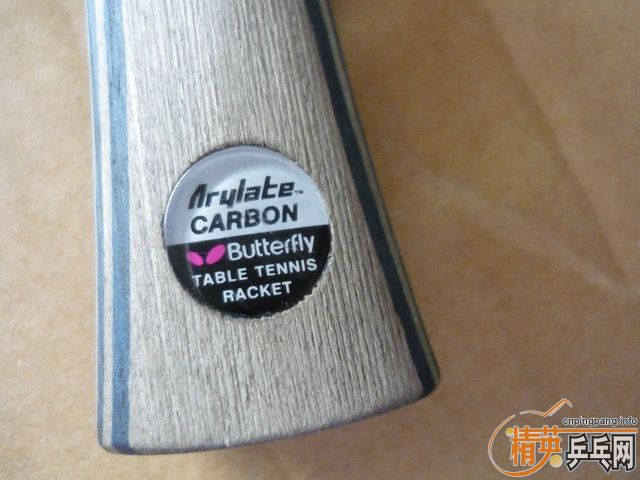 Arylate™
CARBON
Butterfly
TABLE TENNIS
RACKET
cnpingpang.info
精英乒乓网